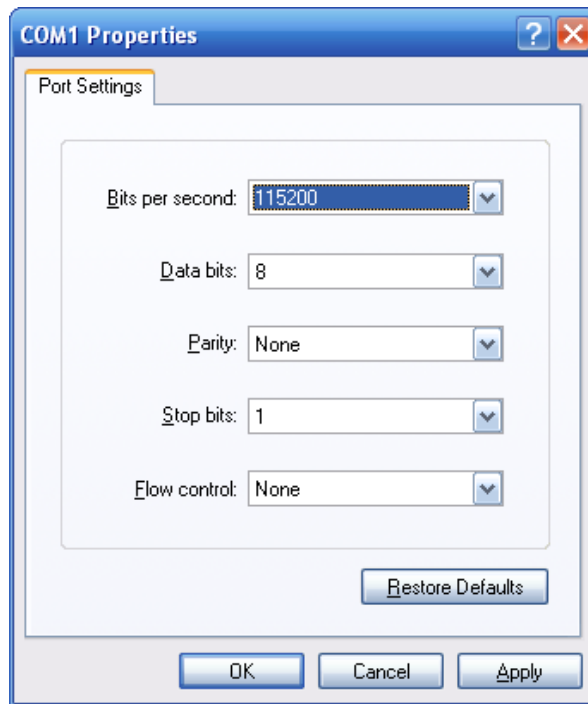 COM1 Properties
Port Settings
Bits per second: 115200
Data bits: 8
Parity: None
Stop bits: 1
Flow control: None
Restore Defaults
OK Cancel Apply